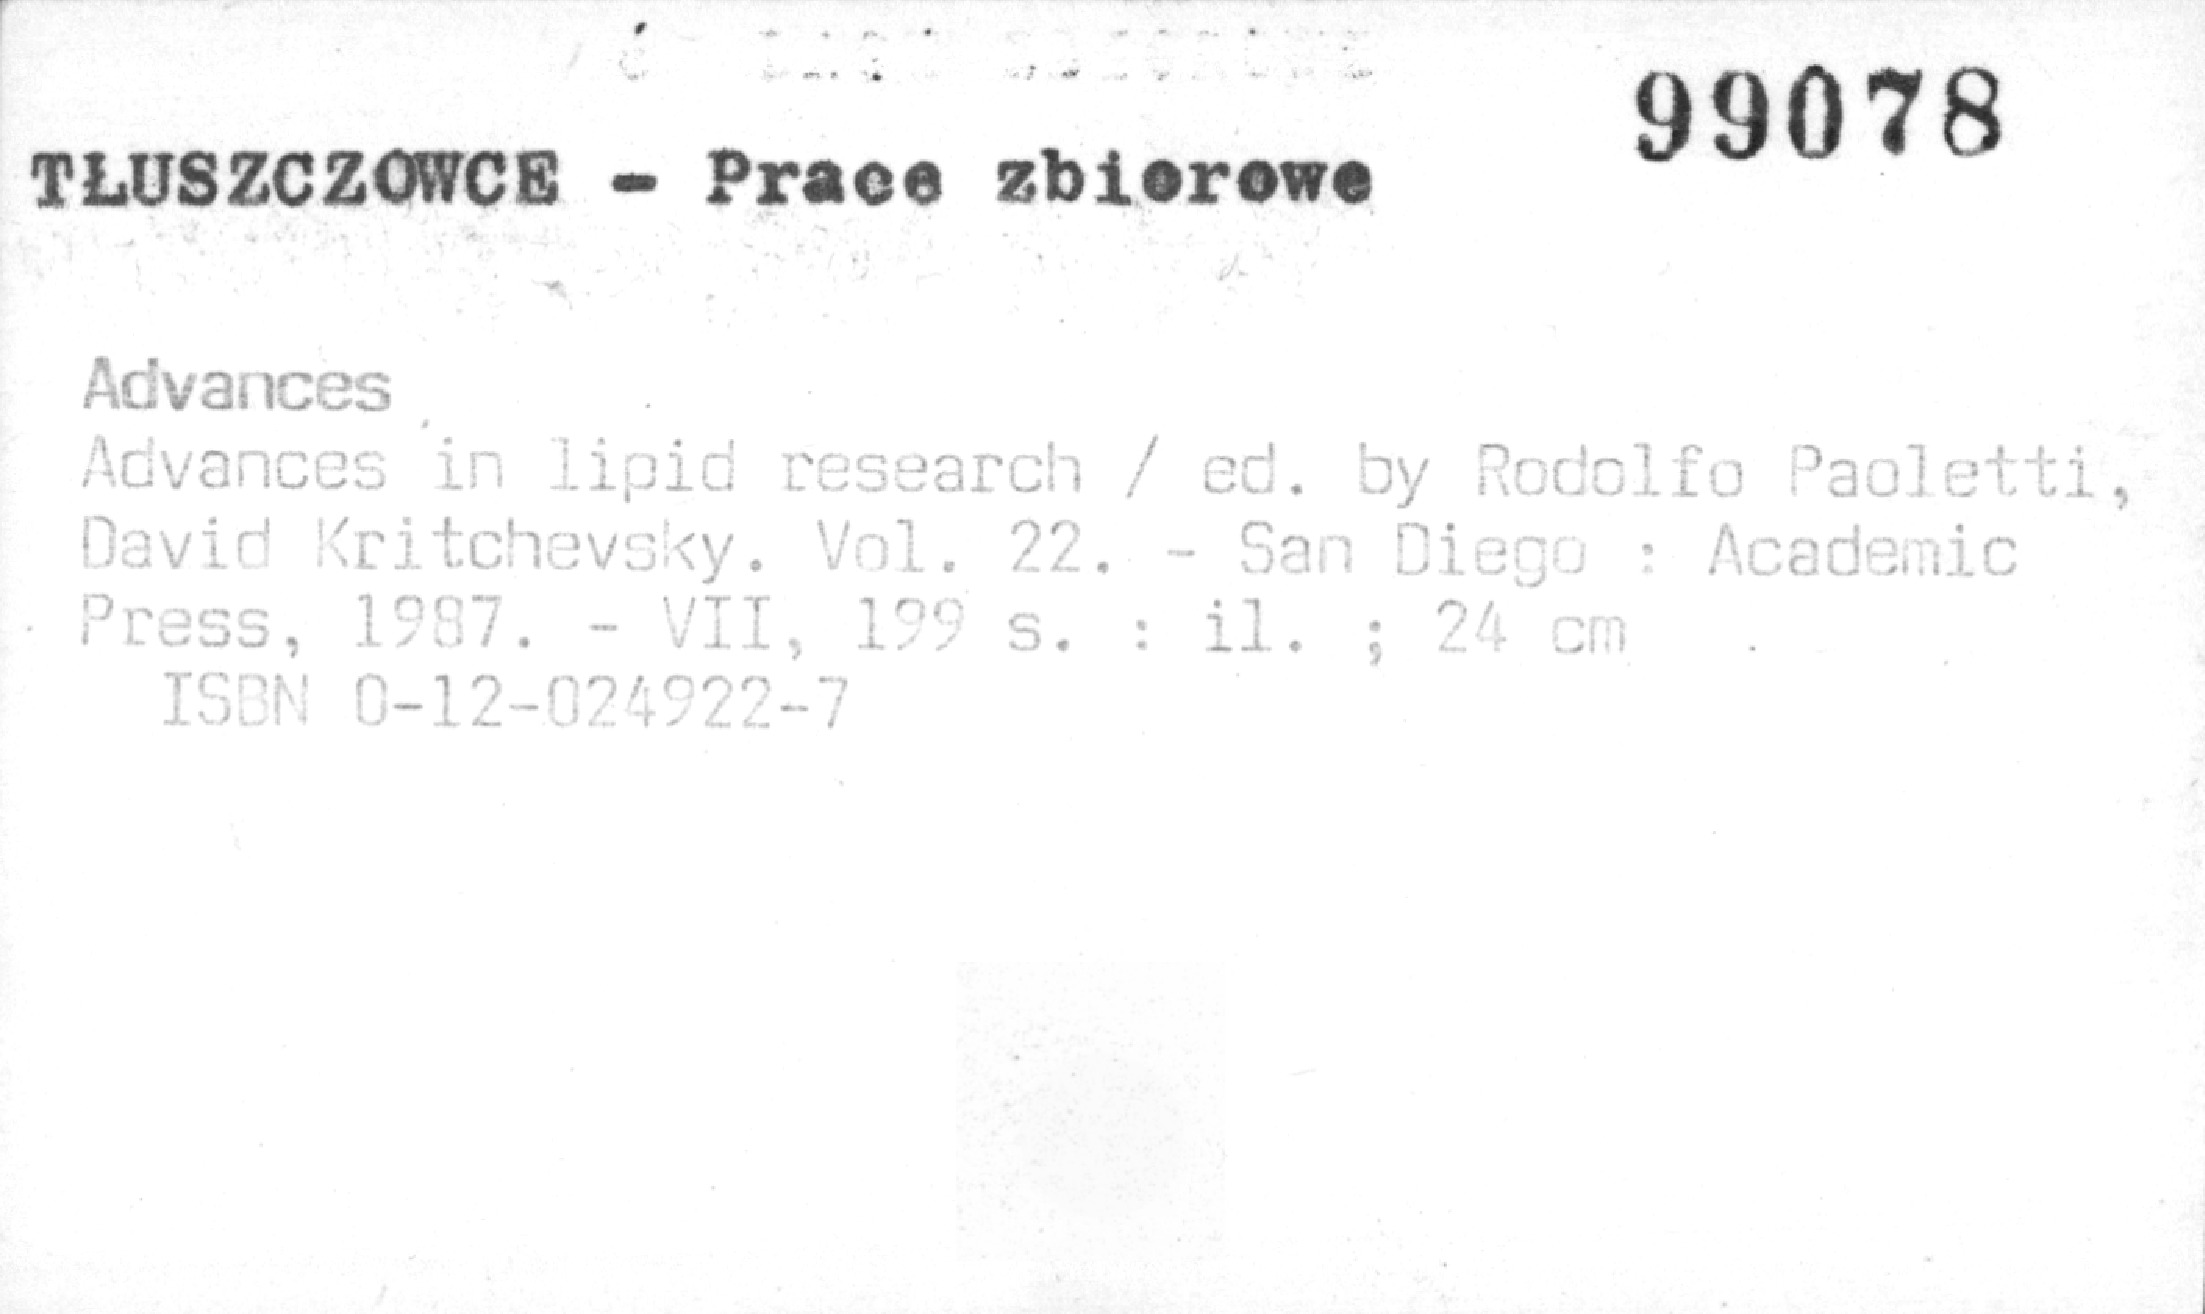 99078
TŁUSZCZOWCE - Prace zbiorowe
Advances
Advances in lipid research / ed. by Rodolfo Paoletti,
David Kritchevsky. Vol. 22. - San Diego : Academic
Press, 1987. - VII, 199 s. : il. ; 24 cm
ISBN 0-12-024922-7